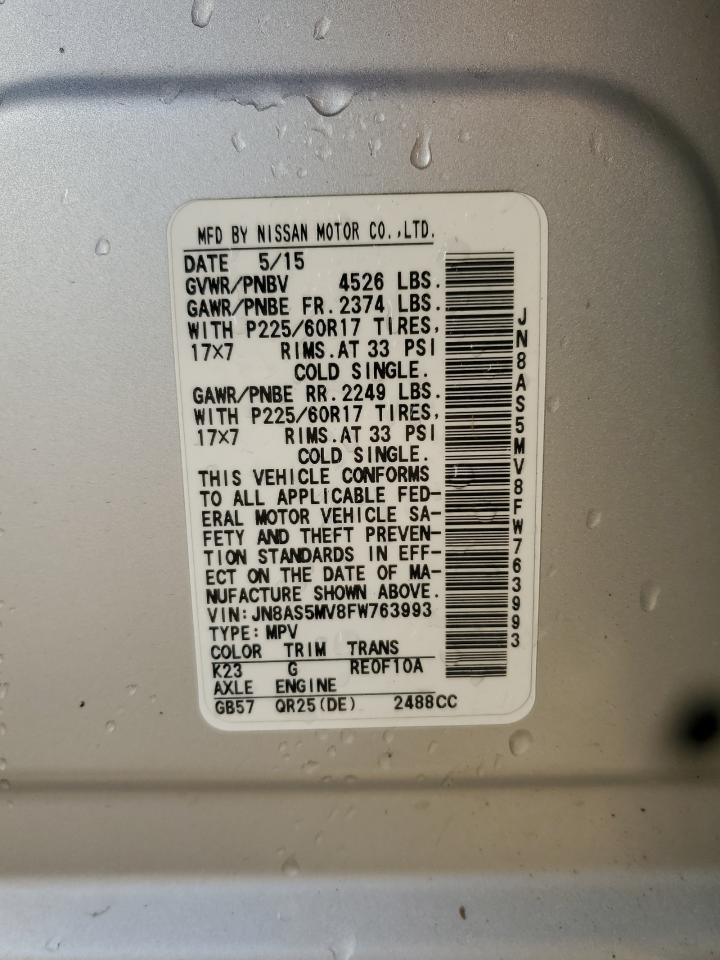 MFD BY NISSAN MOTOR CO.,LTD.
DATE 5/15
GVWR/PNBV 4526 LBS.
GAWR/PNBE FR. 2374 LBS.
WITH P225/60R17 TIRES,
17×7 RIMS.AT 33 PSI
COLD SINGLE.
GAWR/PNBE RR. 2249 LBS.
WITH P225/60R17 TIRES,
17×7 RIMS.AT 33 PSI
COLD SINGLE.
THIS VEHICLE CONFORMS
TO ALL APPLICABLE FED-
ERAL MOTOR VEHICLE SA-
FETY AND THEFT PREVEN-
TION STANDARDS IN EFF-
ECT ON THE DATE OF MA-
NUFACTURE SHOWN ABOVE.
VIN:JN8AS5MV8FW763993
TYPE:MPV
COLOR TRIM TRANS
K23 G RE0F10A
AXLE ENGINE
GB57 QR25(DE) 2488CC
JN8AS5MV8FW763993